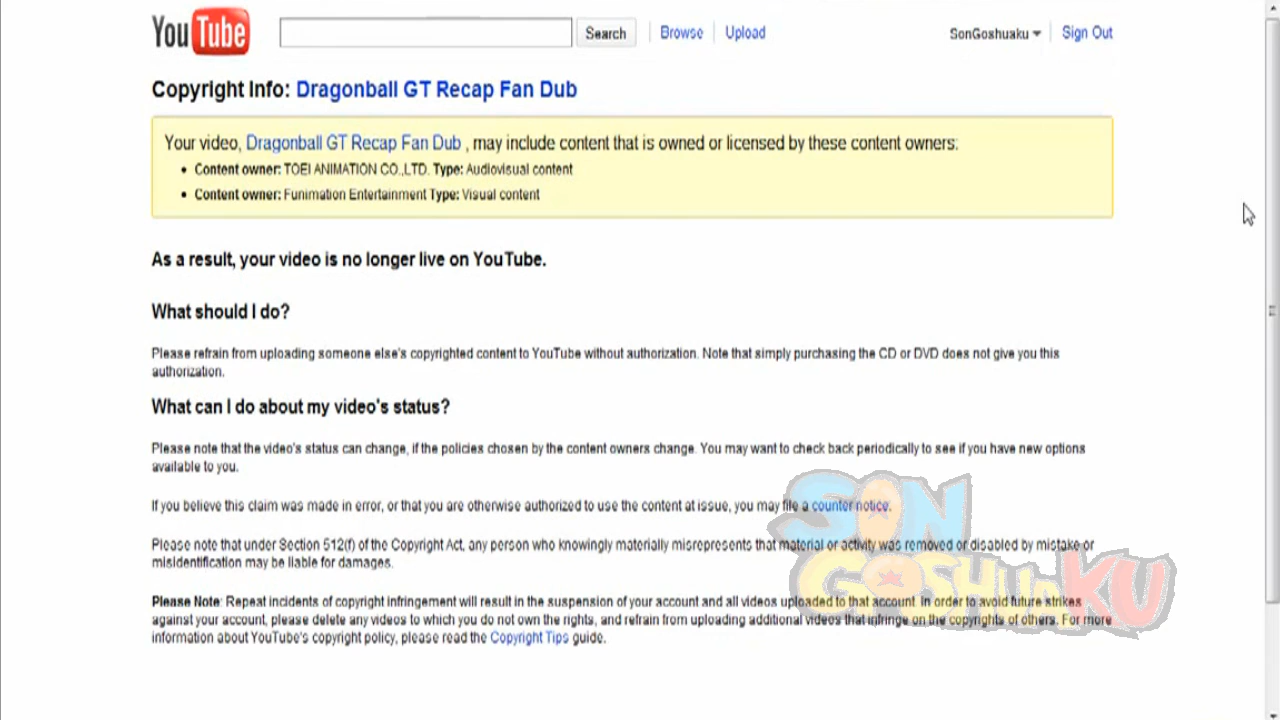 YouTube
Search
Browse
Upload
SonGoshuaku
Sign Out
Copyright Info: Dragonball GT Recap Fan Dub
Your video, Dragonball GT Recap Fan Dub , may include content that is owned or licensed by these content owners:
• Content owner: TOEI ANIMATION CO.,LTD. Type: Audiovisual content
• Content owner: Funimation Entertainment Type: Visual content
As a result, your video is no longer live on YouTube.
What should I do?
Please refrain from uploading someone else's copyrighted content to YouTube without authorization. Note that simply purchasing the CD or DVD does not give you this
authorization.
What can I do about my video's status?
Please note that the video's status can change, if the policies chosen by the content owners change. You may want to check back periodically to see if you have new options
available to you.
If you believe this claim was made in error, or that you are otherwise authorized to use the content at issue, you may file a counter notice.
Please note that under Section 512(f) of the Copyright Act, any person who knowingly materially misrepresents that material or activity was removed or disabled by mistake or
misidentification may be liable for damages.
Please Note: Repeat incidents of copyright infringement will result in the suspension of your account and all videos uploaded to that account. In order to avoid future strikes
against your account, please delete any videos to which you do not own the rights, and refrain from uploading additional videos that infringe on the copyrights of others. For more
information about YouTube's copyright policy, please read the Copyright Tips guide.
SON
GOSHUAKU